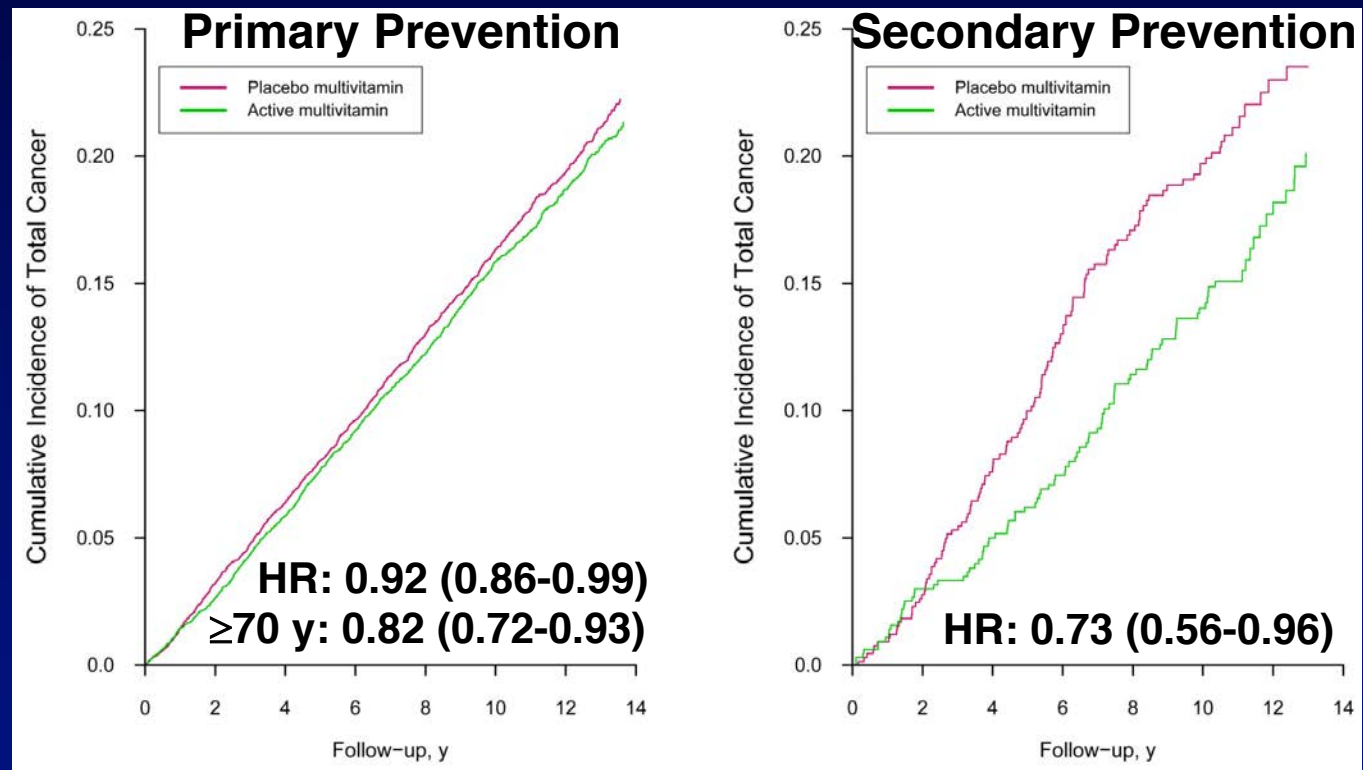 Primary Prevention
Placebo multivitamin
Active multivitamin
Cumulative Incidence of Total Cancer
0.25
0.20
0.15
0.10
0.05
0.0
HR: 0.92 (0.86-0.99)
≥70 y: 0.82 (0.72-0.93)
0 2 4 6 8 10 12 14
Follow-up, y
Secondary Prevention
Placebo multivitamin
Active multivitamin
Cumulative Incidence of Total Cancer
0.25
0.20
0.15
0.10
0.05
0.0
HR: 0.73 (0.56-0.96)
0 2 4 6 8 10 12 14
Follow-up, y